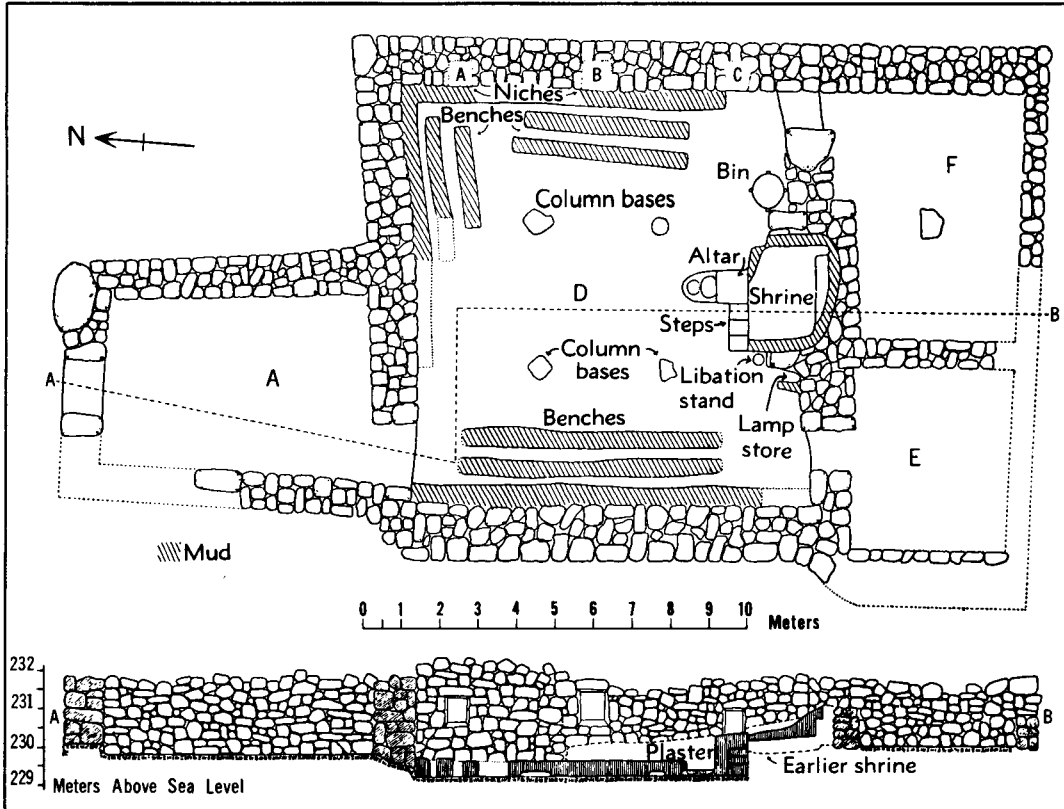 A B C
Niches
Benches
N
Bin
F
Column bases
Altar
D
Shrine
B
Steps
A
A
Column
bases
Libation
stand
Benches
Lamp
store
E
Mud
0 1 2 3 4 5 6 7 8 9 10
Meters
232
231
A
B
230
Plaster
Earlier shrine
229
Meters Above Sea Level